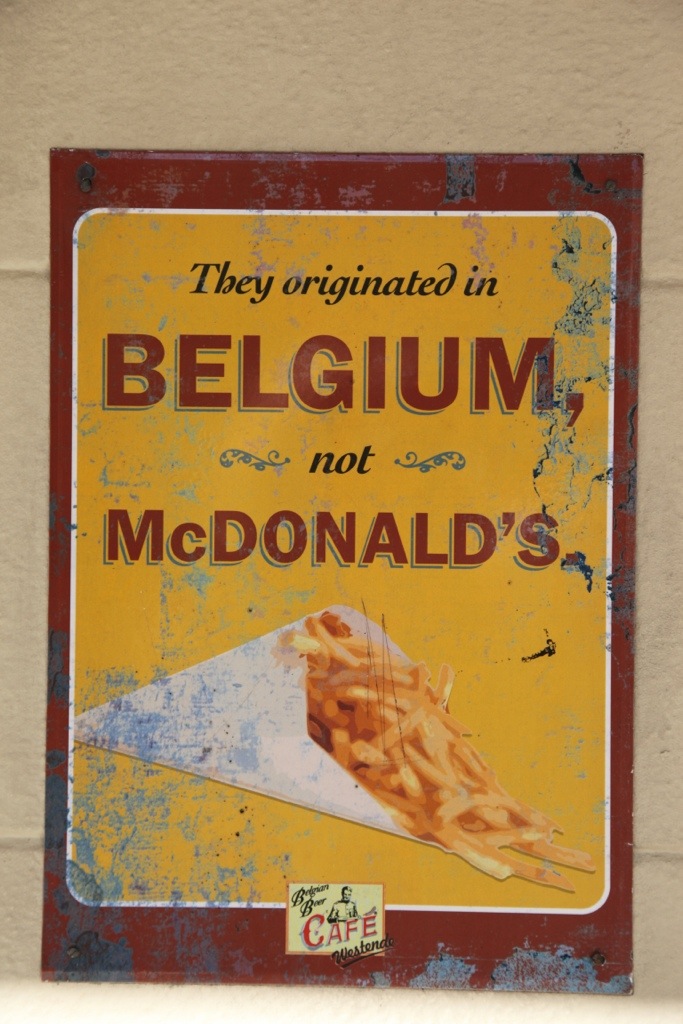 They originated in
BELGIUM,
not
McDONALD'S.
Belgian
Beer
CAFÉ
Westende